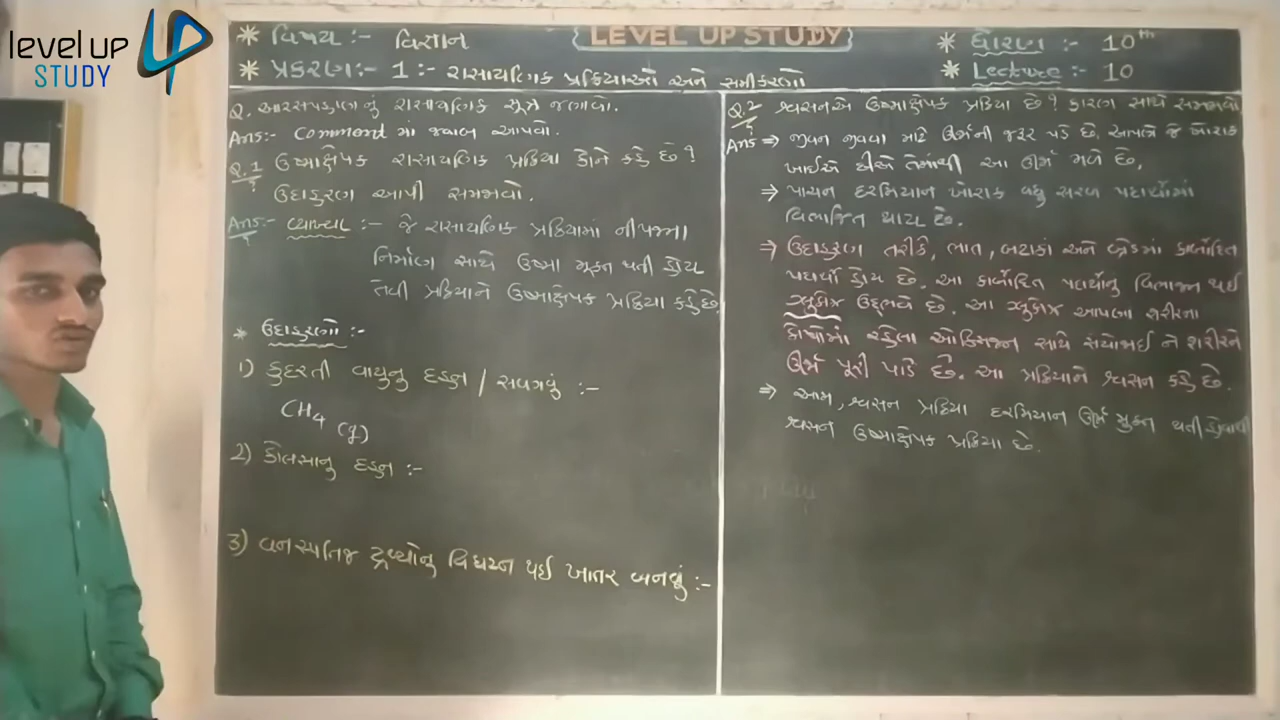 level up
STUDY
LEVEL UP STUDY
* વિષય :- વિજ્ઞાન
* ધોરણ :- 10th
* પ્રકરણ :- 1 :- રાસાયણિક પ્રક્રિયાઓ અને સમીકરણો
* Lecture :- 10
Q. આરસપહાણનું રાસાયણિક સૂત્ર જણાવો.
Ans:- Comment માં જવાબ આપવો.
Q.1 ઉષ્માક્ષેપક રાસાયણિક પ્રક્રિયા કોને કહે છે?
ઉદાહરણ આપી સમજાવો.
Ans:- વ્યાખ્યા :- જે રાસાયણિક પ્રક્રિયામાં નીપજના
નિર્માણ સાથે ઉષ્મા મુક્ત થતી હોય
તેવી પ્રક્રિયાને ઉષ્માક્ષેપક પ્રક્રિયા કહે છે.
* ઉદાહરણો :-
1) કુદરતી વાયુનુ દહન / સળગવું :-
CH4 (g)
2) કોલસાનુ દહન :-
3) વનસ્પતિજ દ્રવ્યોનુ વિઘટન થઈ ખાતર બનવું :-
Q.2 શ્વસન એ ઉષ્માક્ષેપક પ્રક્રિયા છે? કારણ સાથે સમજાવો
Ans ⇒ જીવન જીવવા માટે ઊર્જાની જરૂર પડે છે. આપણે જે ખોરાક
ખાઈએ છીએ તેમાંથી આ ઊર્જા મળે છે.
⇒ પાચન દરમિયાન ખોરાક વધુ સરળ પદાર્થોમાં
વિભાજિત થાય છે.
⇒ ઉદાહરણ તરીકે, ભાત, બટાકાં અને બ્રેડમાં કાર્બોદિત
પદાર્થો હોય છે. આ કાર્બોદિત પદાર્થોનુ વિભાજન થઈ
ગ્લુકોઝ ઉદ્દભવે છે. આ ગ્લુકોઝ આપણા શરીરના
કોષોમાં રહેલા ઓક્સિજન સાથે સંયોજાઈ ને શરીરને
ઊર્જા પૂરી પાડે છે. આ પ્રક્રિયાને શ્વસન કહે છે.
⇒ આમ, શ્વસન પ્રક્રિયા દરમિયાન ઊર્જા મુક્ત થતી હોવાથી
શ્વસન ઉષ્માક્ષેપક પ્રક્રિયા છે.